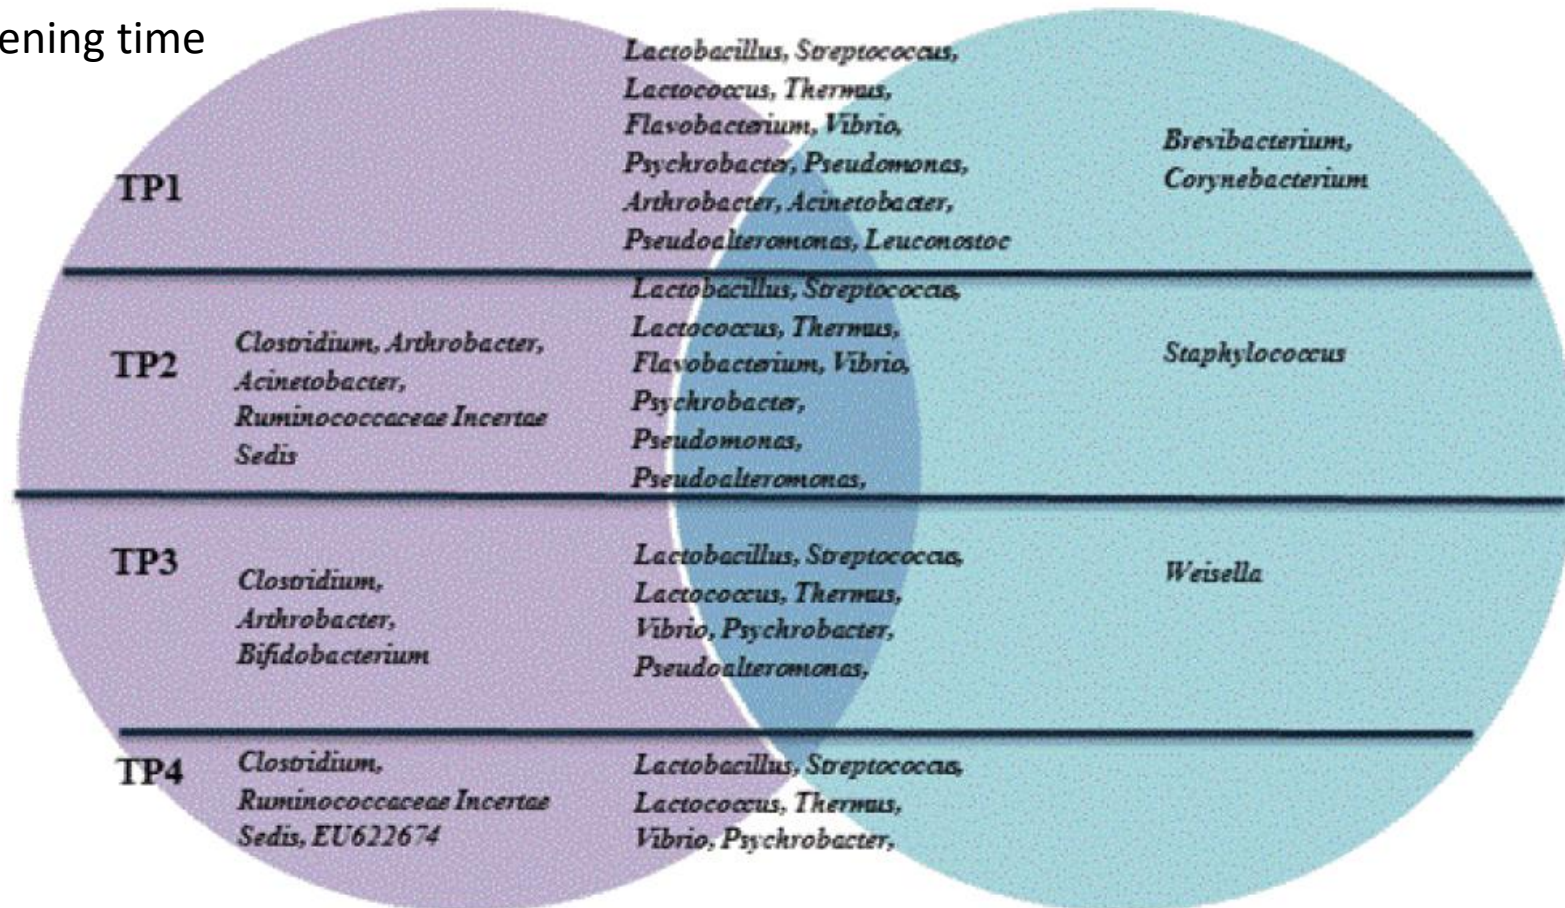 ening time
Lactobacillus, Streptococcus,
Lactococcus, Thermus,
Flavobacterium, Vibrio,
Psychrobacter, Pseudomonas,
Arthrobacter, Acinetobacter,
Pseudoalteromonas, Leuconostoc
Brevibacterium,
Corynebacterium
TP1
Lactobacillus, Streptococcus,
Lactococcus, Thermus,
Flavobacterium, Vibrio,
Psychrobacter,
Pseudomonas,
Pseudoalteromonas,
TP2
Clostridium, Arthrobacter,
Acinetobacter,
Ruminococcaceae Incertae
Sedis
Staphylococcus
TP3
Clostridium,
Arthrobacter,
Bifidobacterium
Lactobacillus, Streptococcus,
Lactococcus, Thermus,
Vibrio, Psychrobacter,
Pseudoalteromonas,
Weisella
TP4
Clostridium,
Ruminococcaceae Incertae
Sedis, EU622674
Lactobacillus, Streptococcus,
Lactococcus, Thermus,
Vibrio, Psychrobacter,